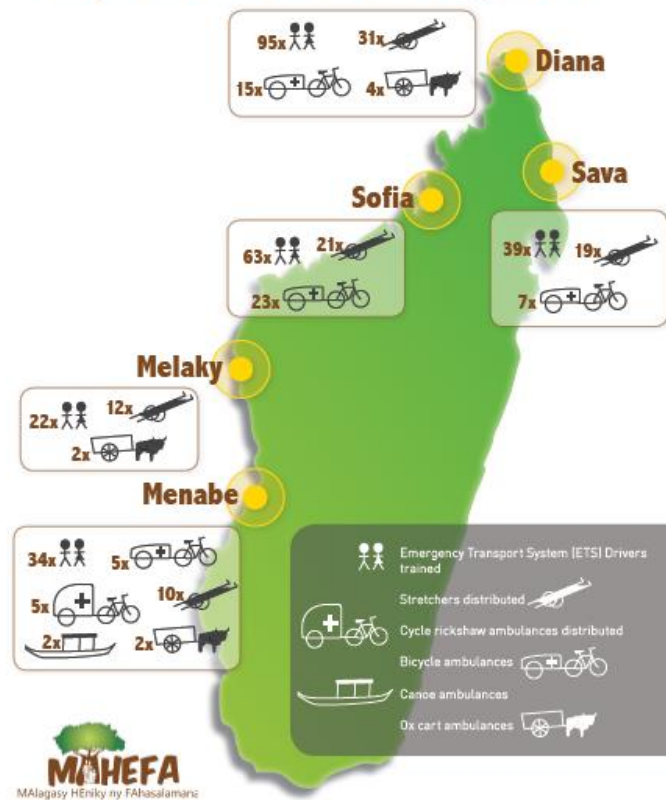 95x
31x
15x
4x
Diana
Sava
Sofia
63x
21x
23x
39x
19x
7x
Melaky
22x
12x
2x
Menabe
34x
5x
5x
10x
2x
2x
Emergency Transport System (ETS) Drivers
trained
Stretchers distributed
Cycle rickshaw ambulances distributed
Bicycle ambulances
Canoe ambulances
Ox cart ambulances
MAHEFA
MAlagasy HEniky ny FAhasalamana